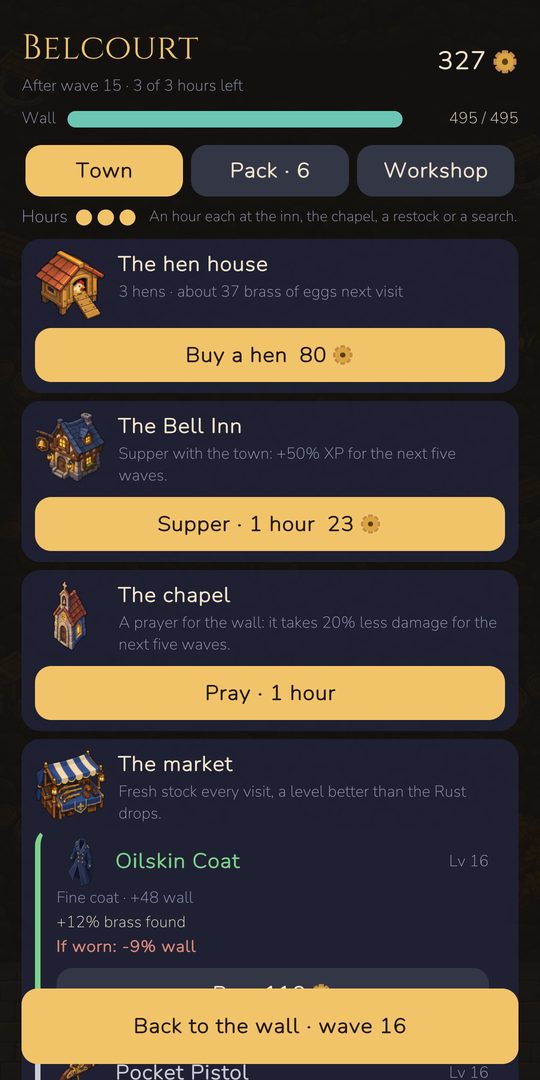 Belcourt
327
After wave 15 · 3 of 3 hours left
Wall 495 / 495
Town Pack · 6 Workshop
Hours An hour each at the inn, the chapel, a restock or a search.
The hen house
3 hens · about 37 brass of eggs next visit
Buy a hen 80
The Bell Inn
Supper with the town: +50% XP for the next five
waves.
Supper · 1 hour 23
The chapel
A prayer for the wall: it takes 20% less damage for the
next five waves.
Pray · 1 hour
The market
Fresh stock every visit, a level better than the Rust
drops.
Oilskin Coat Lv 16
Fine coat · +48 wall
+12% brass found
If worn: -9% wall
Back to the wall · wave 16
Pocket Pistol Lv 16